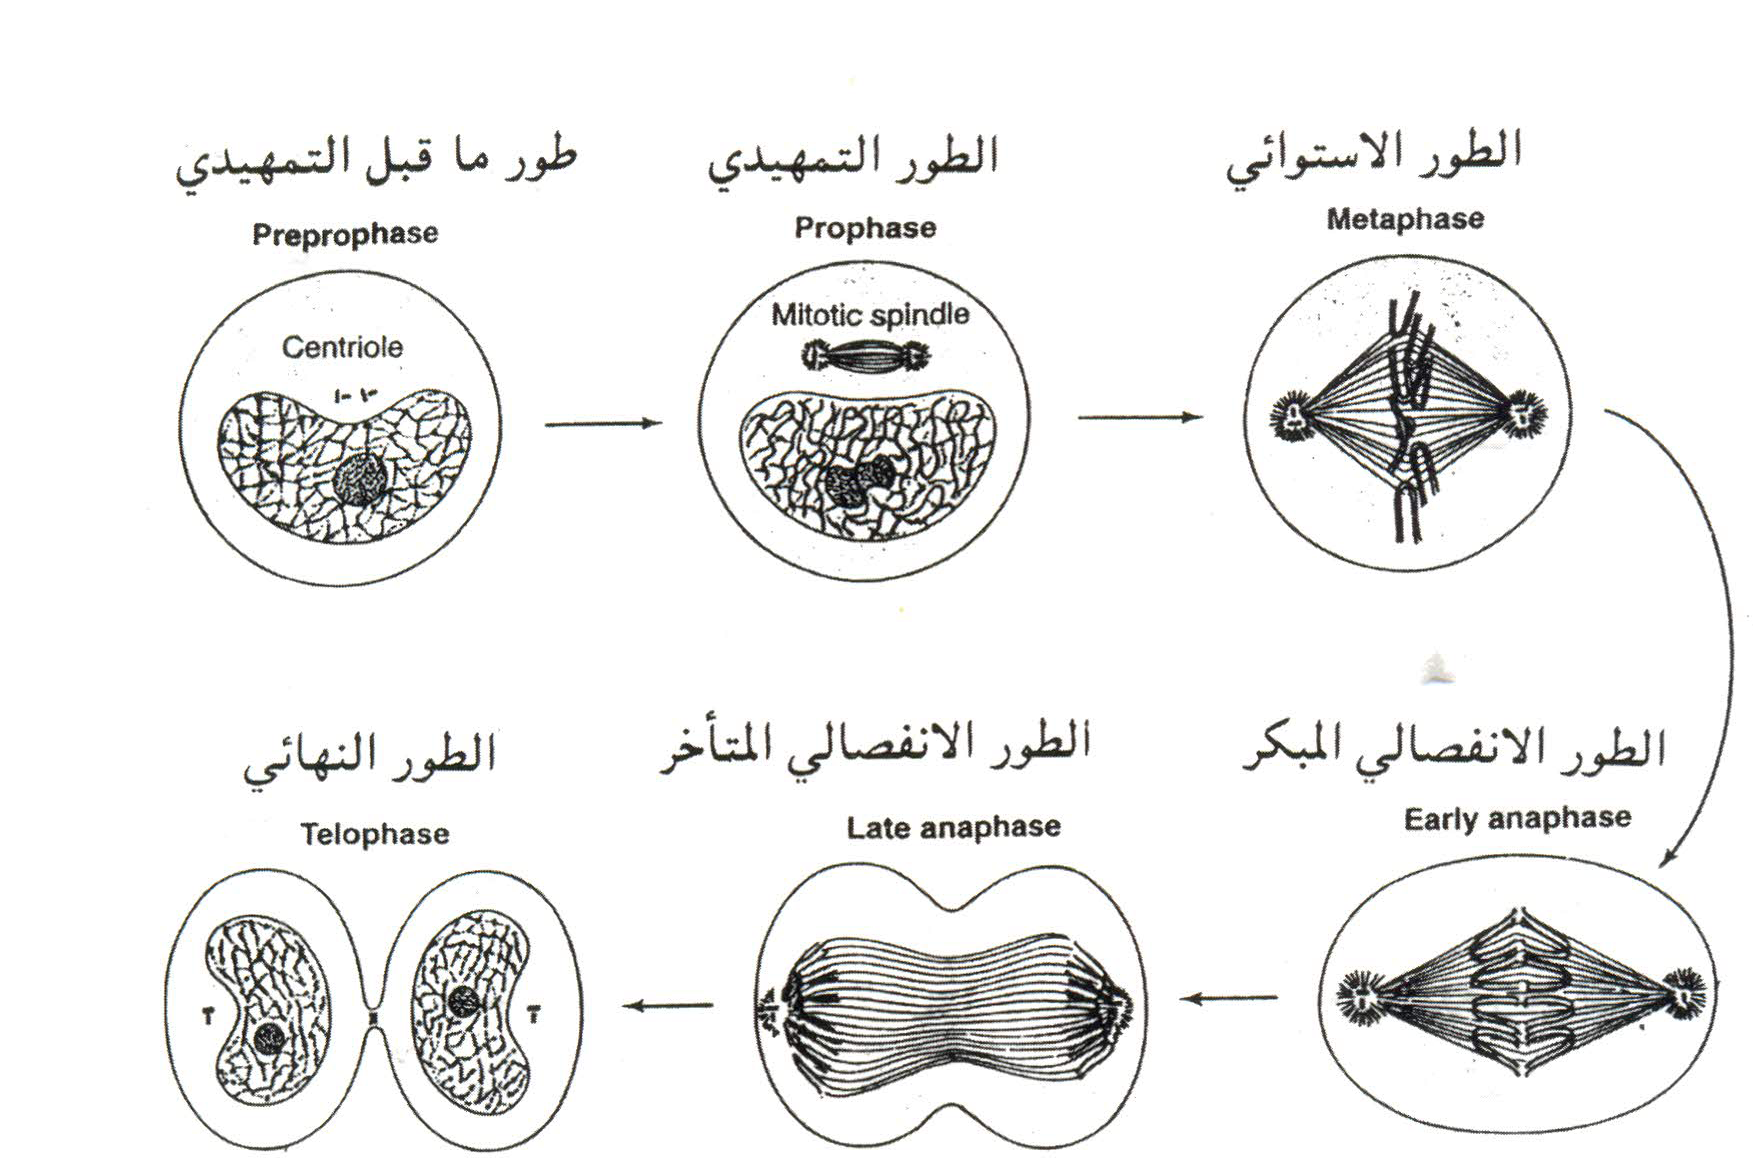 طور ما قبل التمهيدي
Preprophase
Centriole
الطور التمهيدي
Prophase
Mitotic spindle
الطور الاستوائي
Metaphase
الطور الانفصالي المبكر
Early anaphase
الطور الانفصالي المتأخر
Late anaphase
الطور النهائي
Telophase